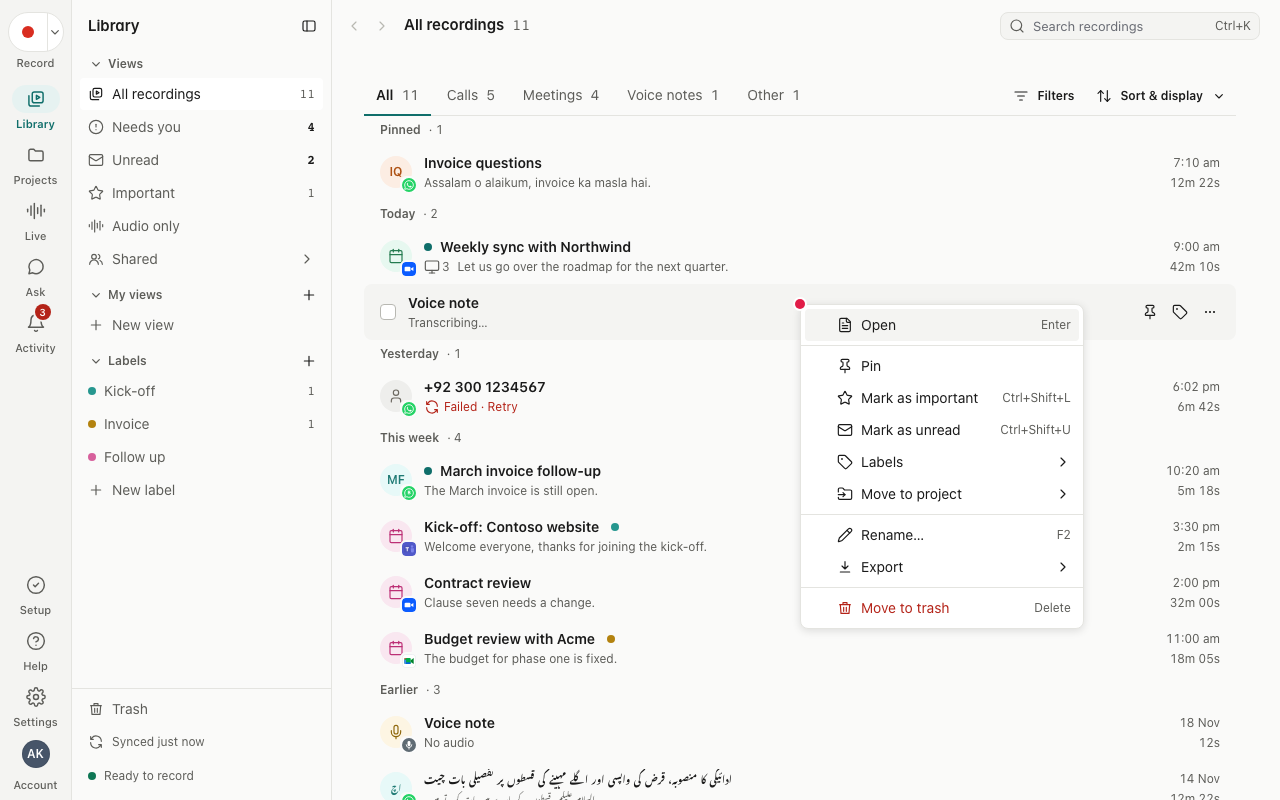 Record
Library
Projects
Live
Ask
3
Activity
Setup
Help
Settings
AK
Account
Library
Views
All recordings 11
Needs you 4
Unread 2
Important 1
Audio only
Shared
My views
New view
Labels
Kick-off 1
Invoice 1
Follow up
New label
Trash
Synced just now
Ready to record
All recordings 11
Search recordings Ctrl+K
All 11 Calls 5 Meetings 4 Voice notes 1 Other 1
Filters Sort & display
Pinned · 1
IQ Invoice questions 7:10 am
Assalam o alaikum, invoice ka masla hai. 12m 22s
Today · 2
Weekly sync with Northwind 9:00 am
3 Let us go over the roadmap for the next quarter. 42m 10s
Voice note
Transcribing...
Yesterday · 1
+92 300 1234567 6:02 pm
Failed · Retry 6m 42s
This week · 4
MF March invoice follow-up 10:20 am
The March invoice is still open. 5m 18s
Kick-off: Contoso website 3:30 pm
Welcome everyone, thanks for joining the kick-off. 2m 15s
Contract review 2:00 pm
Clause seven needs a change. 32m 00s
Budget review with Acme 11:00 am
The budget for phase one is fixed. 18m 05s
Earlier · 3
Voice note 18 Nov
No audio 12s
ادائیگی کا منصوبہ، قرض کی واپسی اور اگلے مہینے کی قسطوں پر تفصیلی بات چیت 14 Nov
12m 22s
Open Enter
Pin
Mark as important Ctrl+Shift+L
Mark as unread Ctrl+Shift+U
Labels
Move to project
Rename... F2
Export
Move to trash Delete